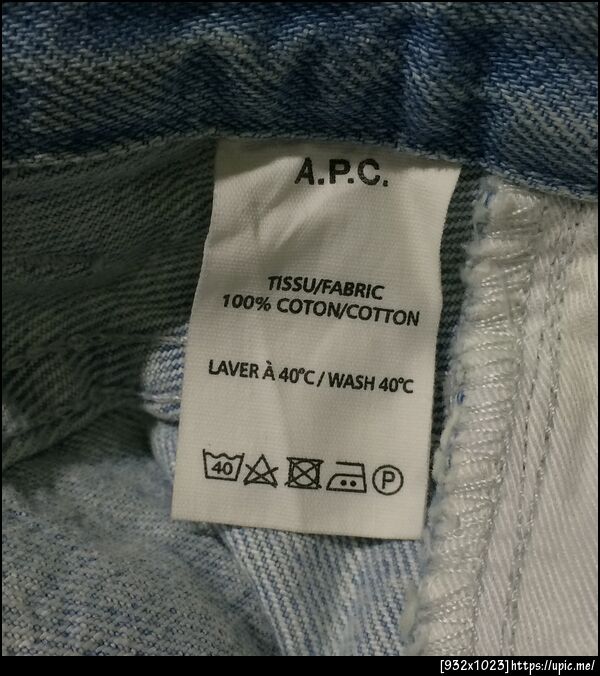 A.P.C.
TISSU/FABRIC
100% COTON/COTTON
LAVER À 40°C / WASH 40°C
40 P
[932x1023]https://upic.me/